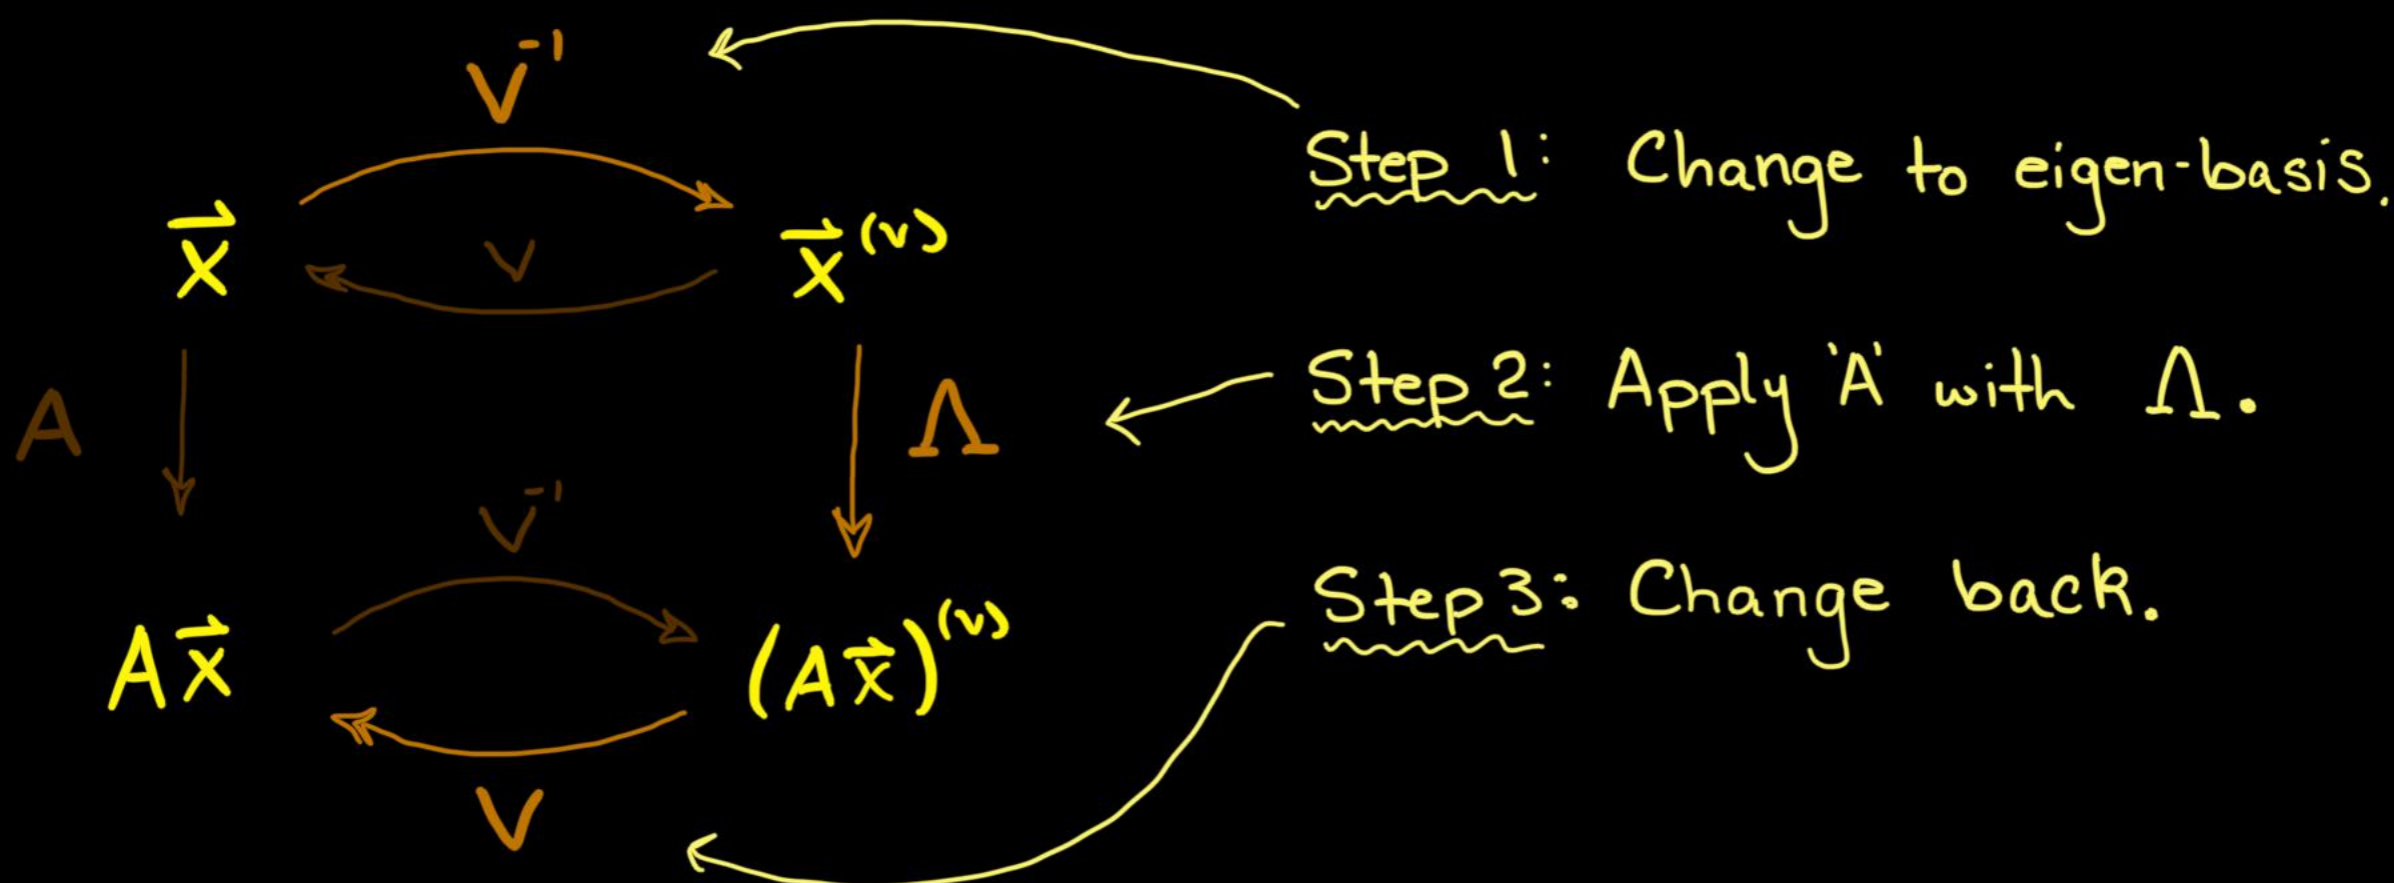 V⁻¹
Step 1: Change to eigen-basis.
x⃗
V
x⃗⁽ᵛ⁾
A
Λ
Step 2: Apply 'A' with Λ.
V⁻¹
Step 3: Change back.
Ax⃗
(Ax⃗)⁽ᵛ⁾
V